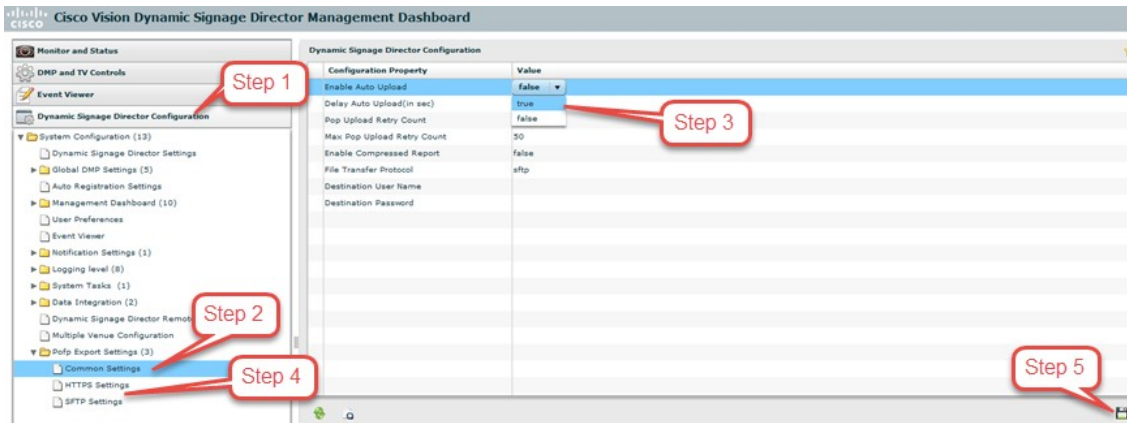 CISCO Cisco Vision Dynamic Signage Director Management Dashboard
Monitor and Status
DMP and TV Controls
Event Viewer
Dynamic Signage Director Configuration
Step 1
System Configuration (13)
Dynamic Signage Director Settings
Global DMP Settings (5)
Auto Registration Settings
Management Dashboard (10)
User Preferences
Event Viewer
Notification Settings (1)
Logging level (8)
System Tasks (1)
Data Integration (2)
Dynamic Signage Director Remot
Multiple Venue Configuration
Step 2
Pofp Export Settings (3)
Common Settings
HTTPS Settings
SFTP Settings
Step 4
Dynamic Signage Director Configuration
Configuration Property Value
Enable Auto Upload false
Delay Auto Upload(in sec) true
Pop Upload Retry Count false
Step 3
Max Pop Upload Retry Count 50
Enable Compressed Report false
File Transfer Protocol sftp
Destination User Name
Destination Password
Step 5